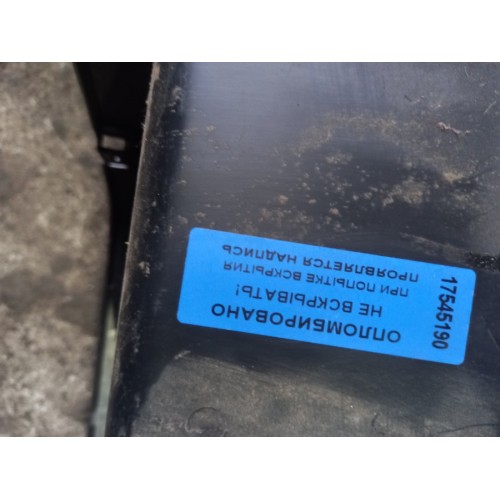 ОПЛОМБИРОВАНО
НЕ ВСКРЫВАТЬ!
ПРИ ПОПЫТКЕ ВСКРЫТИЯ
ПРОЯВЛЯЕТСЯ НАДПИСЬ
17545190